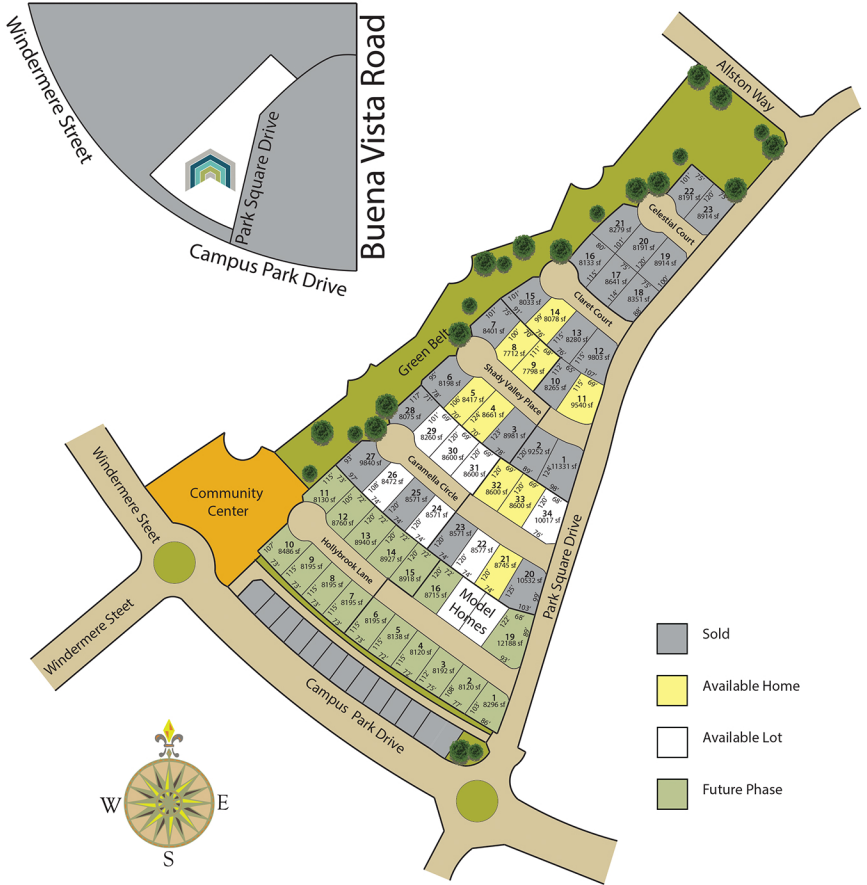 Windermere Street
Park Square Drive
Buena Vista Road
Campus Park Drive
Allston Way
Green Belt
Celestial Court
22
8191 sf
23
8914 sf
21
8279 sf
20
8191 sf
19
8914 sf
16
8133 sf
17
8641 sf
18
8351 sf
Claret Court
15
8033 sf
14
8078 sf
13
8280 sf
12
9803 sf
7
8401 sf
8
7712 sf
9
7798 sf
10
8265 sf
11
9540 sf
Shady Valley Place
6
8198 sf
5
8417 sf
4
8661 sf
3
8981 sf
2
9252 sf
1
11331 sf
28
8075 sf
29
8260 sf
30
8600 sf
31
8600 sf
32
8600 sf
33
8600 sf
34
10017 sf
Caramella Circle
27
9840 sf
26
8472 sf
25
8571 sf
24
8571 sf
23
8571 sf
22
8577 sf
21
8745 sf
20
10532 sf
11
8130 sf
12
8760 sf
13
8940 sf
14
8927 sf
15
8918 sf
16
8715 sf
Model
Homes
19
12188 sf
Hollybrook Lane
10
8486 sf
9
8195 sf
8
8195 sf
7
8195 sf
6
8195 sf
5
8138 sf
4
8120 sf
3
8192 sf
2
8120 sf
1
8296 sf
Community
Center
Windermere Steet
Windermere Steet
Campus Park Drive
Park Square Drive
Sold
Available Home
Available Lot
Future Phase
W
E
S